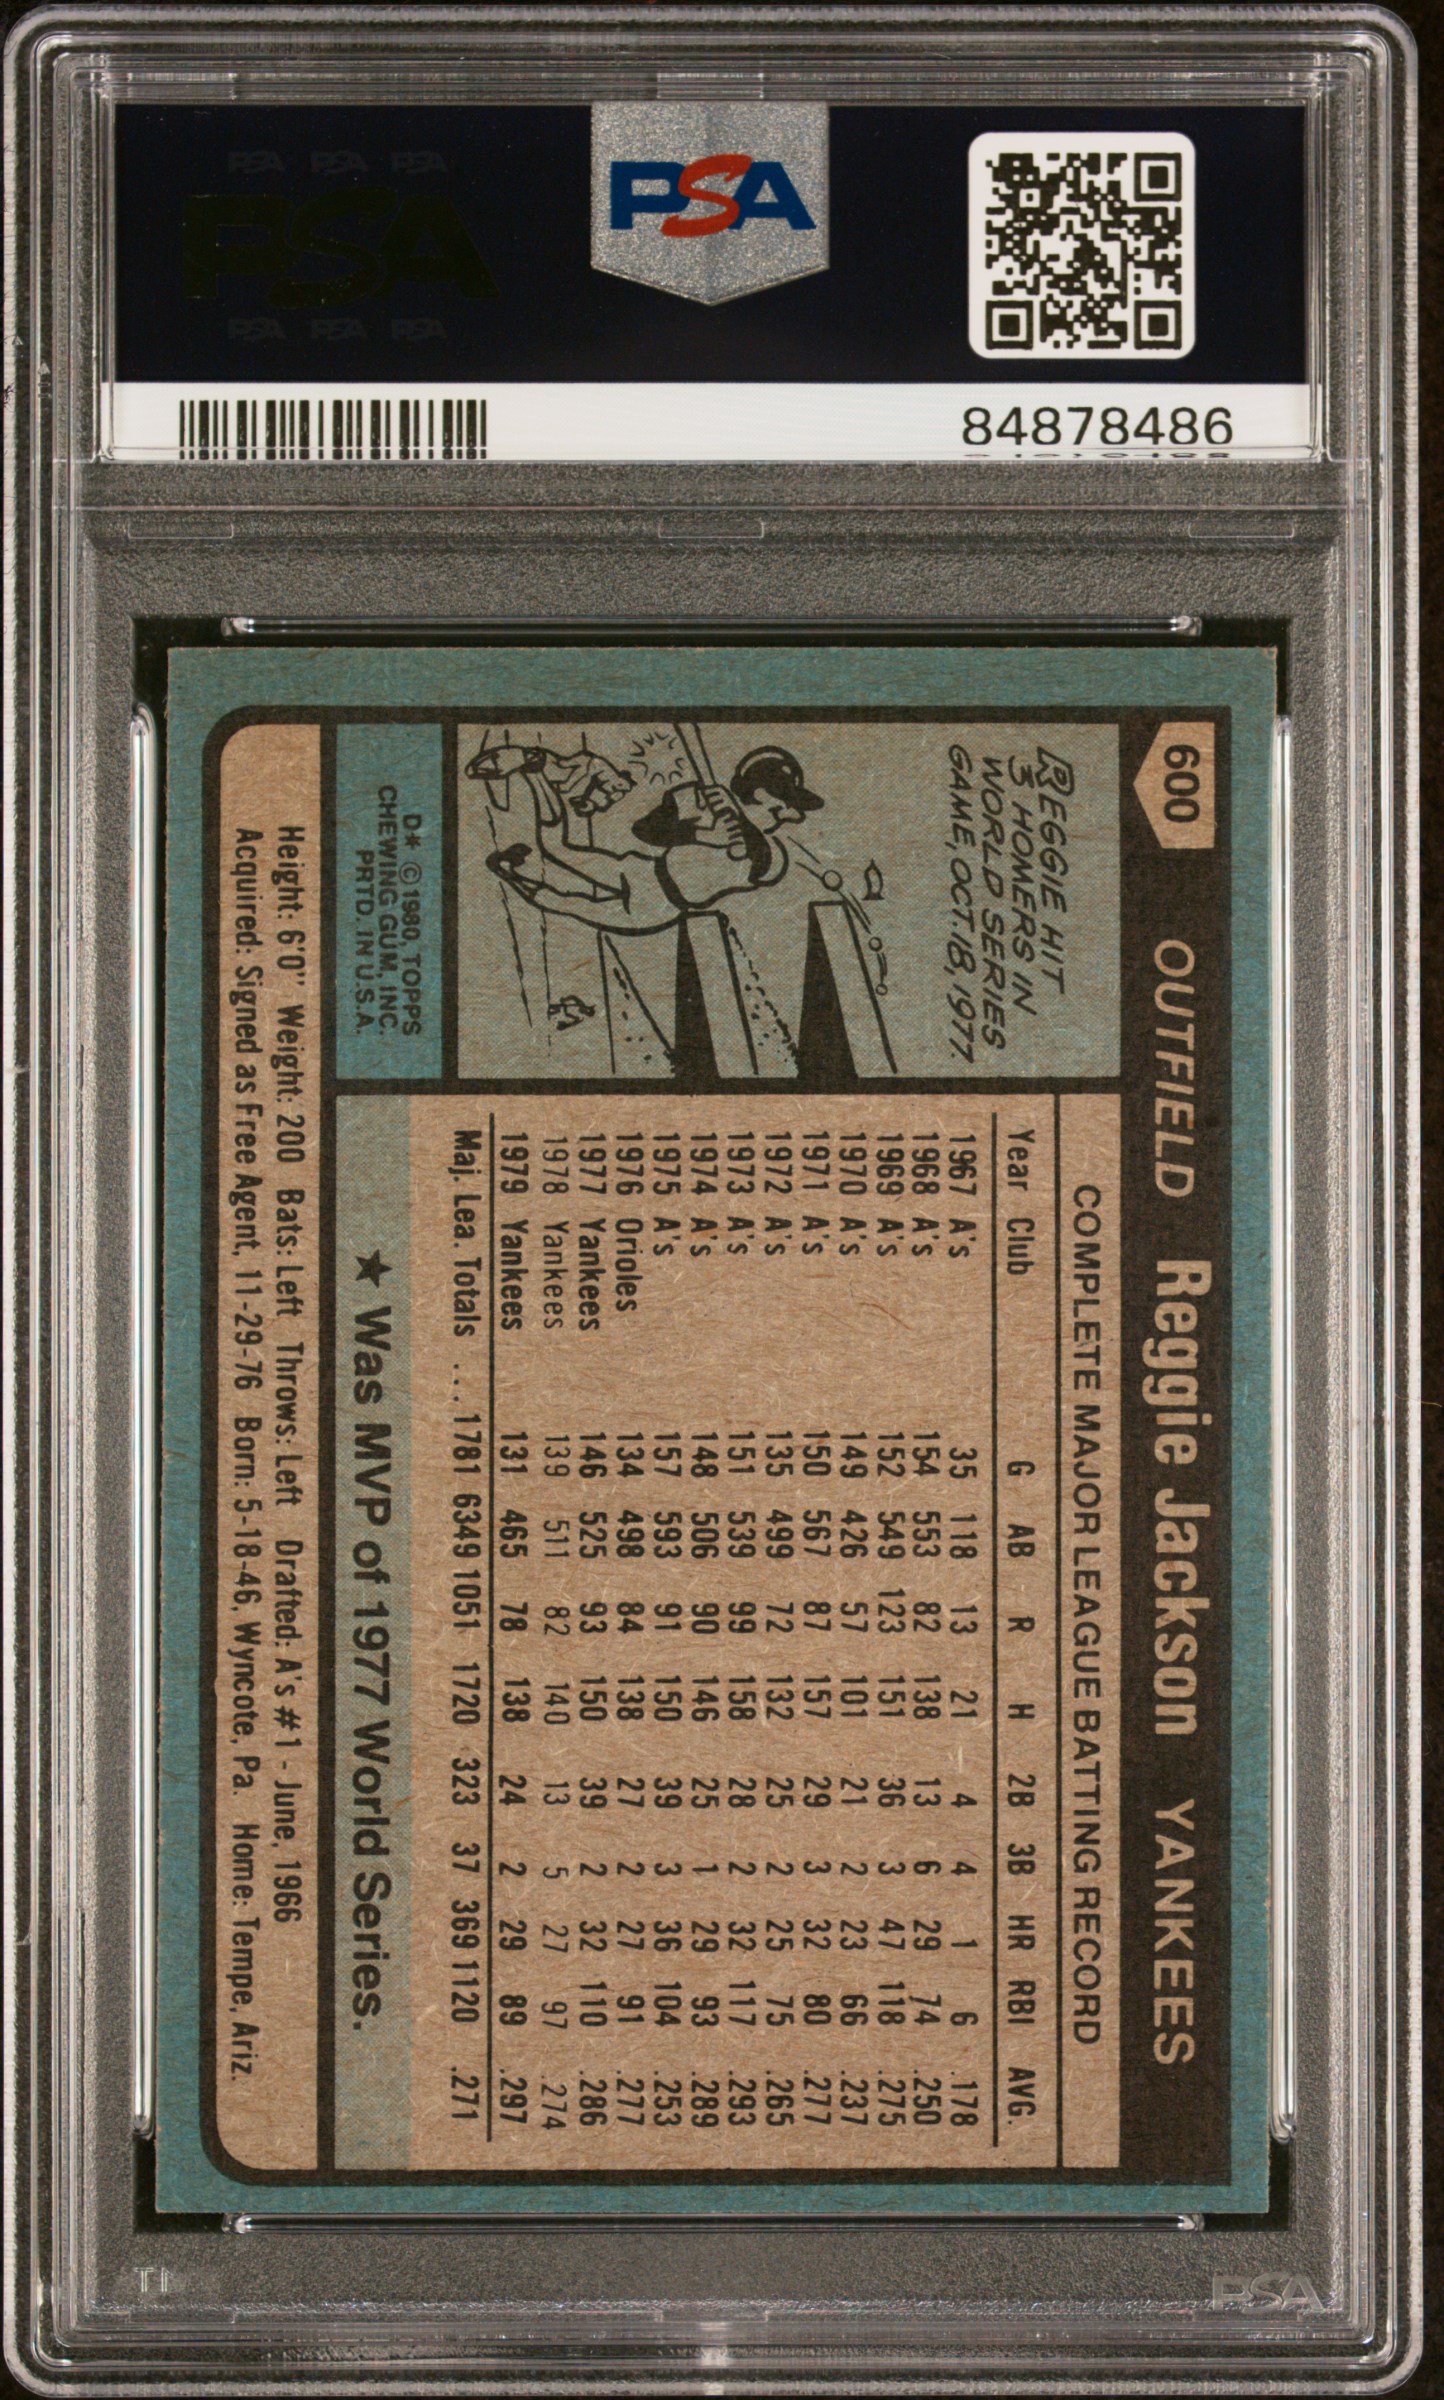 PSA PSA PSA
PSA
PSA PSA PSA
PSA
84878486
600 OUTFIELD Reggie Jackson YANKEES
REGGIE HIT
3 HOMERS IN
WORLD SERIES
GAME, OCT. 18, 1977.
D* © 1980, TOPPS
CHEWING GUM, INC.
PRTD. IN U.S.A.
COMPLETE MAJOR LEAGUE BATTING RECORD
Year Club G AB R H 2B 3B HR RBI AVG.
1967 A's 35 118 13 21 4 4 1 6 .178
1968 A's 154 553 82 138 13 6 29 74 .250
1969 A's 152 549 123 151 36 3 47 118 .275
1970 A's 149 426 57 101 21 2 23 66 .237
1971 A's 150 567 87 157 29 3 32 80 .277
1972 A's 135 499 72 132 25 2 25 75 .265
1973 A's 151 539 99 158 28 2 32 117 .293
1974 A's 148 506 90 146 25 1 29 93 .289
1975 A's 157 593 91 150 39 3 36 104 .253
1976 Orioles 134 498 84 138 27 2 27 91 .277
1977 Yankees 146 525 93 150 39 2 32 110 .286
1978 Yankees 139 511 82 140 13 5 27 97 .274
1979 Yankees 131 465 78 138 24 2 29 89 .297
Maj. Lea. Totals ...1781 6349 1051 1720 323 37 369 1120 .271
★ Was MVP of 1977 World Series.
Height: 6'0" Weight: 200 Bats: Left Throws: Left Drafted: A's #1 - June, 1966
Acquired: Signed as Free Agent, 11-29-76 Born: 5-18-46, Wyncote, Pa. Home: Tempe, Ariz.
PSA